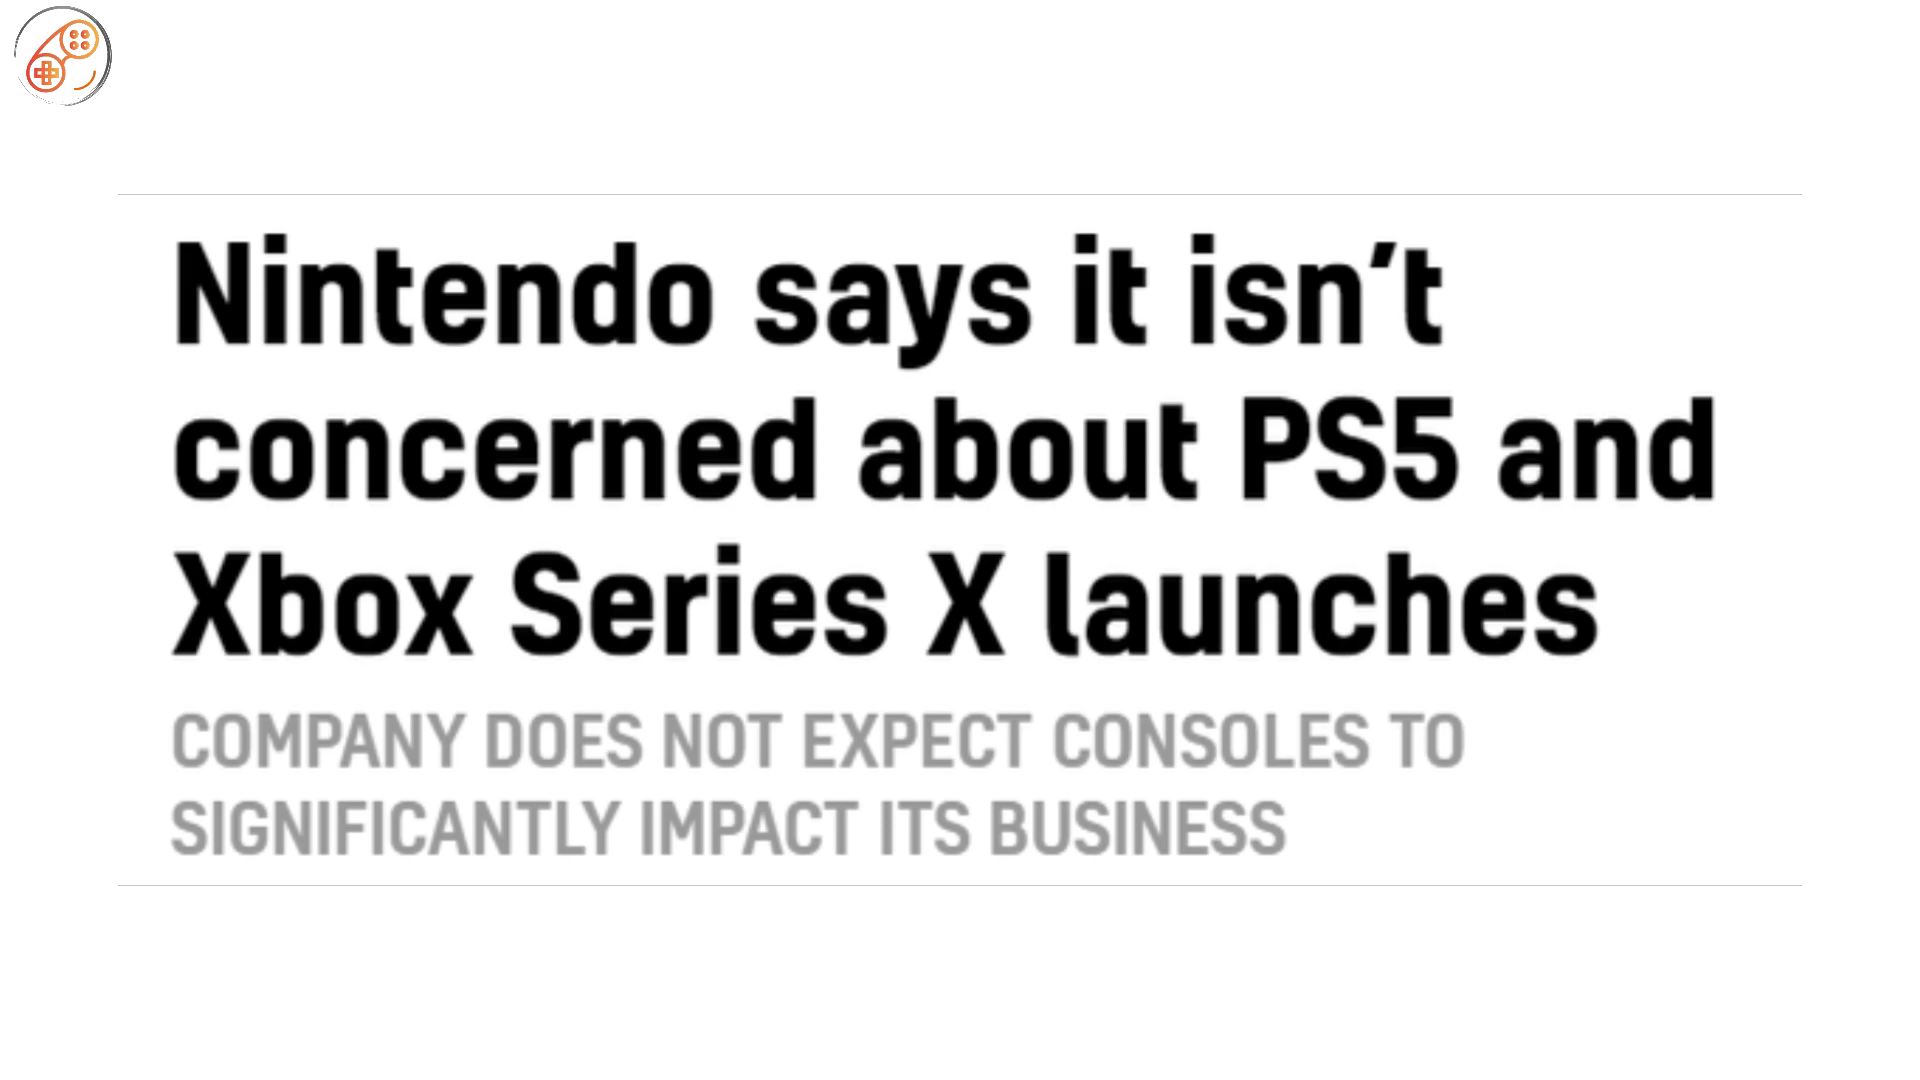 Nintendo says it isn’t
concerned about PS5 and
Xbox Series X launches
COMPANY DOES NOT EXPECT CONSOLES TO
SIGNIFICANTLY IMPACT ITS BUSINESS